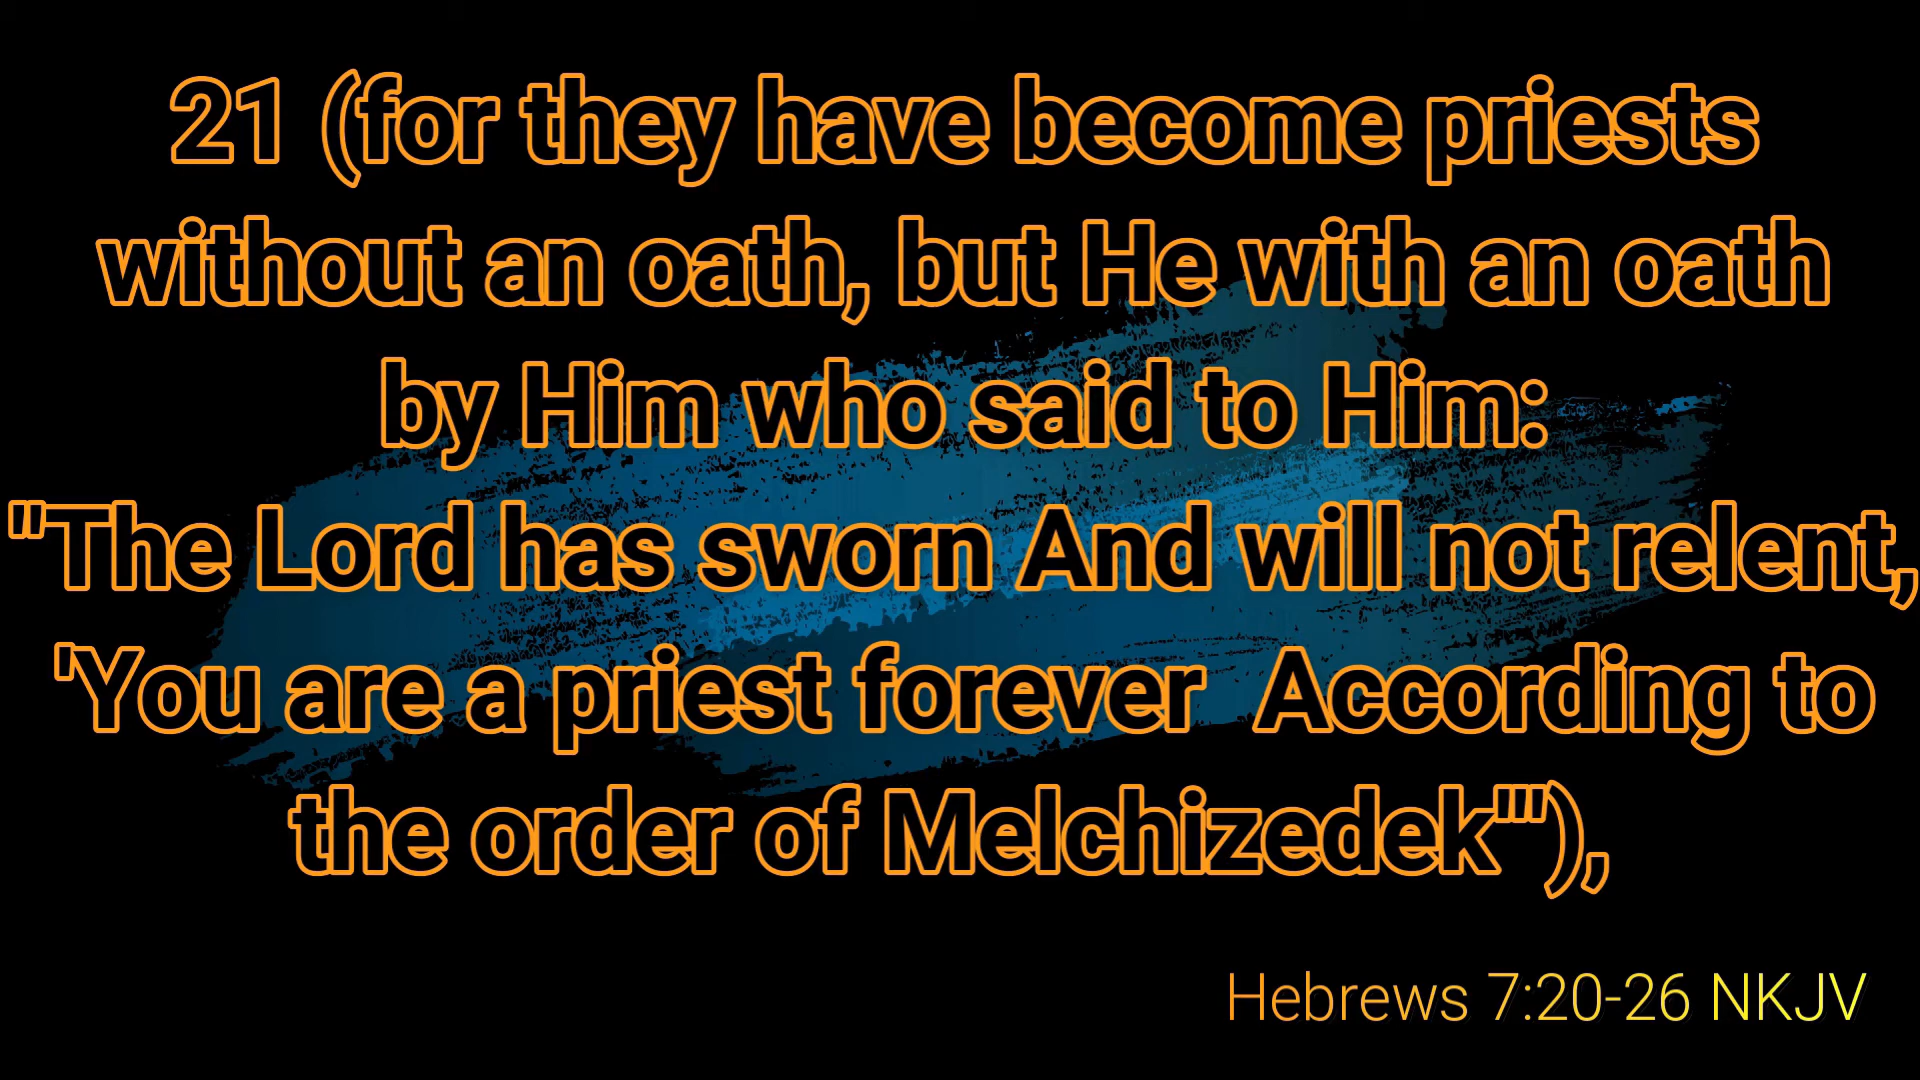 21 (for they have become priests
without an oath, but He with an oath
by Him who said to Him:
"The Lord has sworn And will not relent,
'You are a priest forever  According to
the order of Melchizedek'"),
Hebrews 7:20-26 NKJV